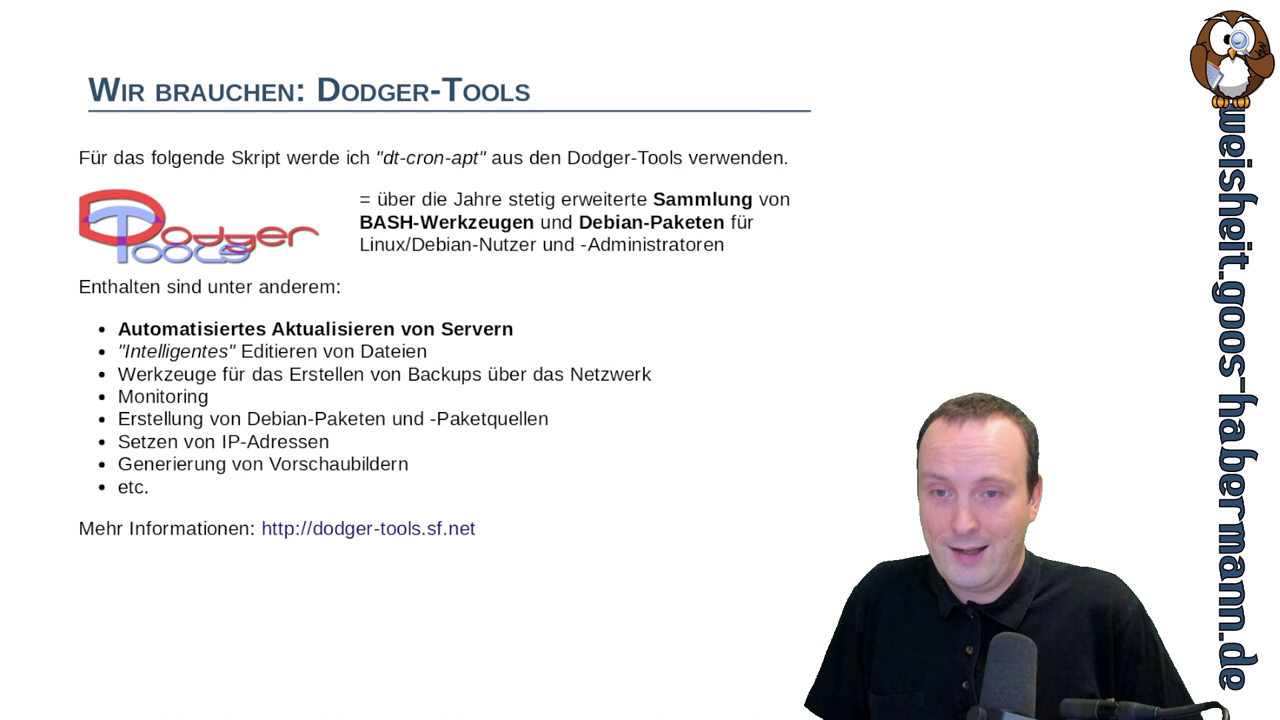 Wir brauchen: Dodger-Tools
Für das folgende Skript werde ich "dt-cron-apt" aus den Dodger-Tools verwenden.
Dodger
Tools
= über die Jahre stetig erweiterte Sammlung von
BASH-Werkzeugen und Debian-Paketen für
Linux/Debian-Nutzer und -Administratoren
Enthalten sind unter anderem:
• Automatisiertes Aktualisieren von Servern
• "Intelligentes" Editieren von Dateien
• Werkzeuge für das Erstellen von Backups über das Netzwerk
• Monitoring
• Erstellung von Debian-Paketen und -Paketquellen
• Setzen von IP-Adressen
• Generierung von Vorschaubildern
• etc.
Mehr Informationen: http://dodger-tools.sf.net
weisheit.goos-habermann.de